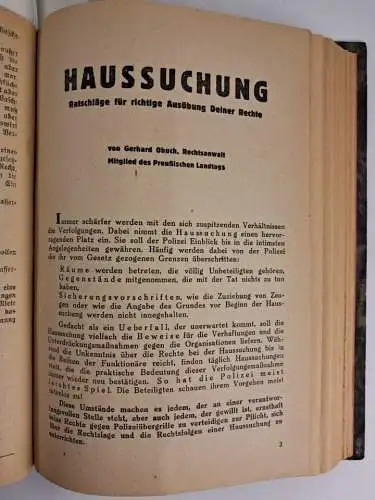 HAUSSUCHUNG
Ratschläge für richtige Ausübung Deiner Rechte
von Gerhard Obuch, Rechtsanwalt
Mitglied des Preußischen Landtags
Immer schärfer werden mit den sich zuspitzenden Verhältnissen
die Verfolgungen. Dabei nimmt die Haussuchung einen hervor-
ragenden Platz ein. Sie soll der Polizei Einblick bis in die intimsten
Angelegenheiten gewähren. Häufig werden dabei von der Polizei
die ihr vom Gesetz gezogenen Grenzen überschritten:
Räume werden betreten, die völlig Unbeteiligten gehören,
Gegenstände mitgenommen, die mit der Tat nichts zu tun
haben,
Sicherungsvorschriften, wie die Zuziehung von Zeu-
gen oder wie die Angabe des Grundes vor Beginn der Haus-
suchung werden nicht innegehalten.
Gedacht als ein Ueberfall, der unerwartet kommt, soll die
Haussuchung vielfach die Beweise für die Verhaftungen und die
Unterdrückungsmaßnahmen gegen die Organisationen liefern. Wäh-
rend die Unkenntnis über die Rechte bei der Haussuchung bis in
die Reihen der Funktionäre reicht, finden täglich Haussuchungen
statt, die die praktische Bedeutung dieser Verfolgungsmaßnahme
immer wieder neu bestätigen. So hat die Polizei meist
leichtes Spiel. Die Beteiligten schauen ihrem Vorgehen meist
tatenlos zu!
Diese Umstände machen es jedem, der an einer verantwor-
tungsvollen Stelle steht, aber auch jedem, der gewillt ist, ernsthaft
seine Rechte gegen Polizeiübergriffe zu verteidigen zur Pflicht, sich
über die Rechtslage und die Rechtsfolgen einer Haussuchung zu
unterrichten.
3